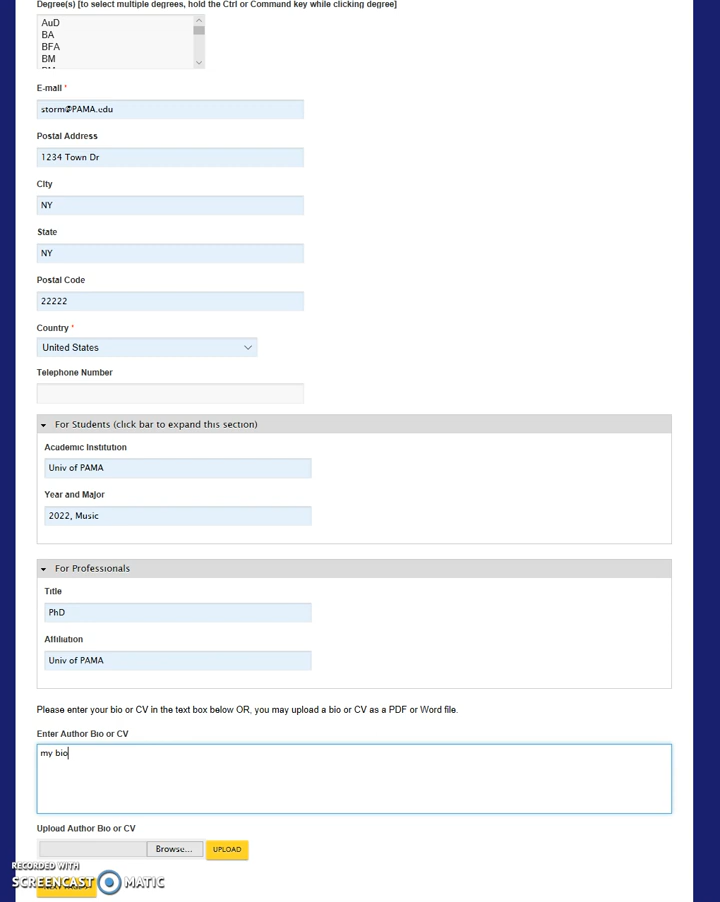 Degree(s) [to select multiple degrees, hold the Ctrl or Command key while clicking degree]
AuD
BA
BFA
BM
E-mail *
storm@PAMA.edu
Postal Address
1234 Town Dr
City
NY
State
NY
Postal Code
22222
Country *
United States
Telephone Number
For Students (click bar to expand this section)
Academic Institution
Univ of PAMA
Year and Major
2022, Music
For Professionals
Title
PhD
Affiliation
Univ of PAMA
Please enter your bio or CV in the text box below OR, you may upload a bio or CV as a PDF or Word file.
Enter Author Bio or CV
my bio
Upload Author Bio or CV
Browse...
UPLOAD
RECORDED WITH
SCREENCAST MATIC